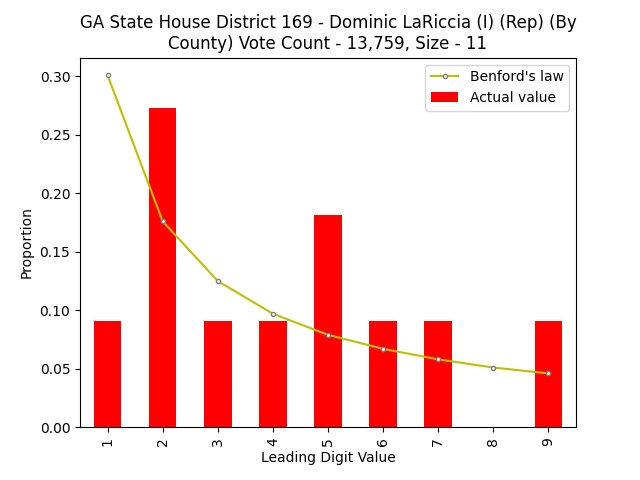 GA State House District 169 - Dominic LaRiccia (I) (Rep) (By
County) Vote Count - 13,759, Size - 11
Benford's law
Actual value
Proportion
0.30
0.25
0.20
0.15
0.10
0.05
0.00
1 2 3 4 5 6 7 8 9
Leading Digit Value